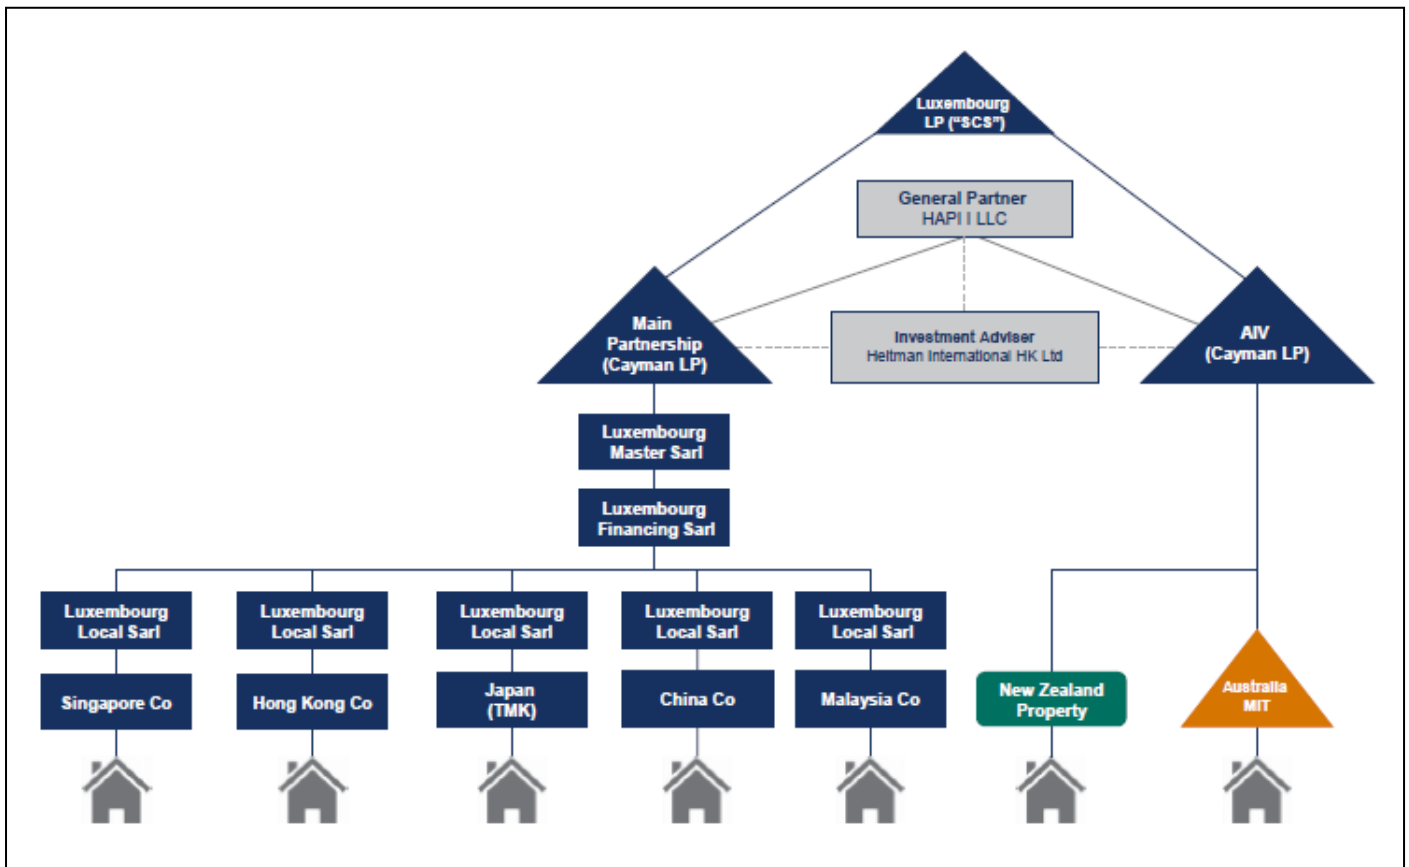 Luxembourg
LP ("SCS")
General Partner
HAPI I LLC
Main
Partnership
(Cayman LP)
Investment Adviser
Heitman International HK Ltd
AIV
(Cayman LP)
Luxembourg
Master Sarl
Luxembourg
Financing Sarl
Luxembourg
Local Sarl
Luxembourg
Local Sarl
Luxembourg
Local Sarl
Luxembourg
Local Sarl
Luxembourg
Local Sarl
Singapore Co
Hong Kong Co
Japan
(TMK)
China Co
Malaysia Co
New Zealand
Property
Australia
MIT